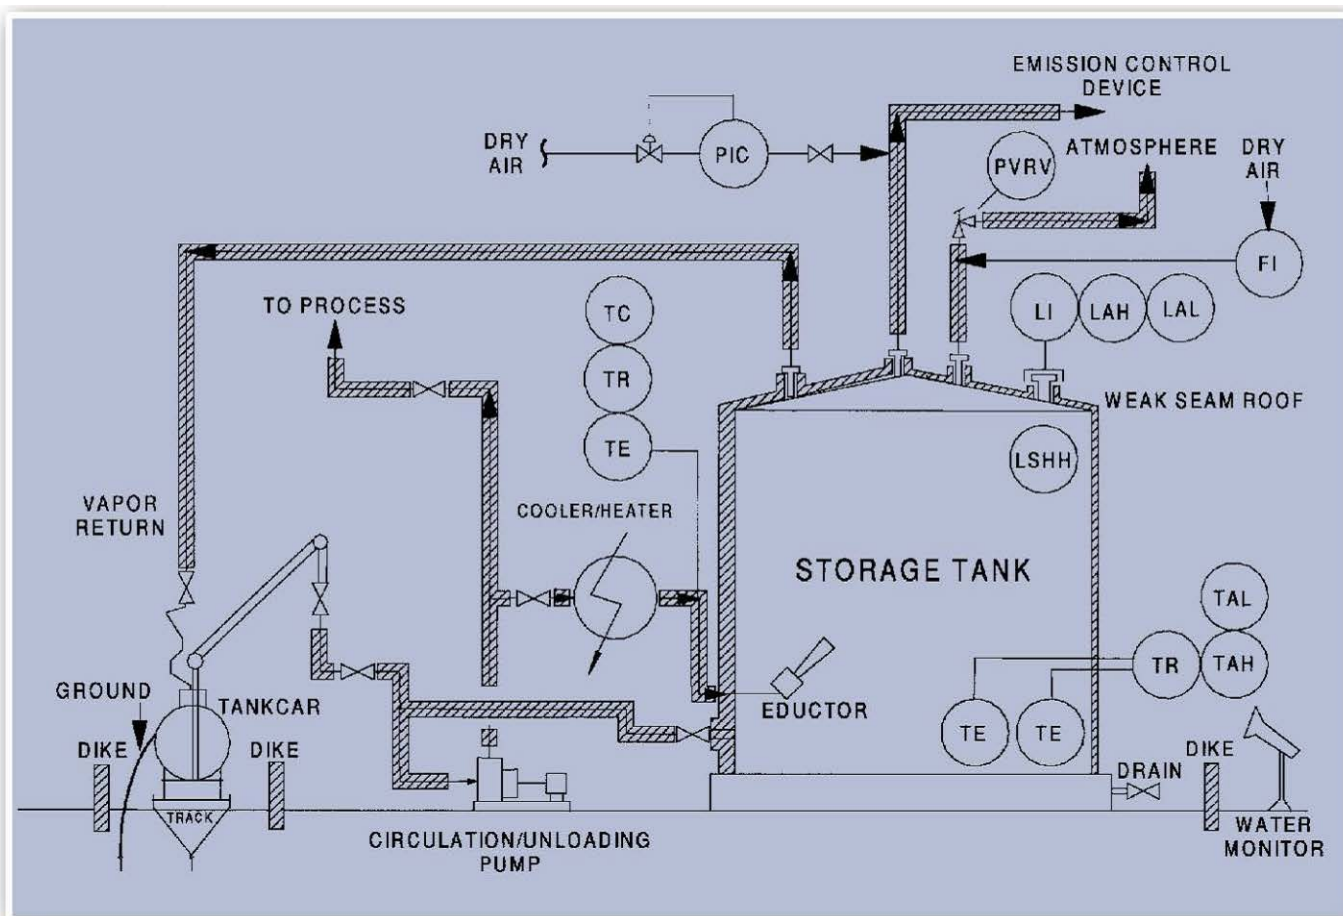 EMISSION CONTROL
DEVICE
DRY
AIR
PIC
PVRV
ATMOSPHERE
DRY
AIR
FI
TO PROCESS
TC
TR
TE
LI
LAH
LAL
WEAK SEAM ROOF
LSHH
VAPOR
RETURN
COOLER/HEATER
STORAGE TANK
TAL
TR
TAH
GROUND
TANKCAR
EDUCTOR
TE
TE
DIKE
DIKE
DRAIN
DIKE
TRACK
CIRCULATION/UNLOADING
PUMP
WATER
MONITOR